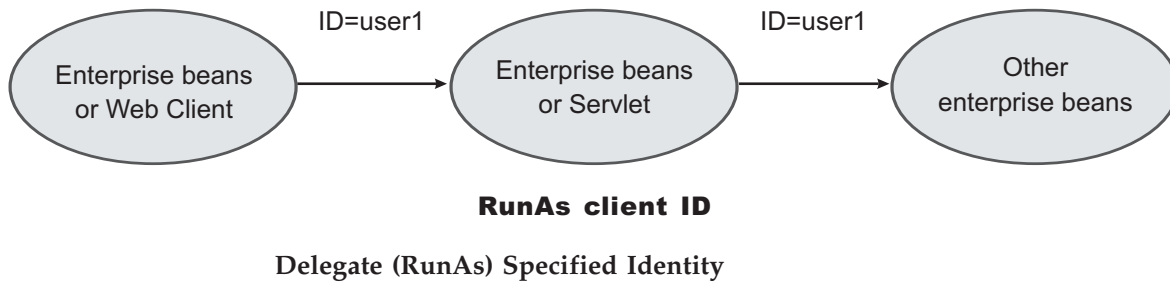 ID=user1
ID=user1
Enterprise beans
or Web Client
Enterprise beans
or Servlet
Other
enterprise beans
RunAs client ID
Delegate (RunAs) Specified Identity